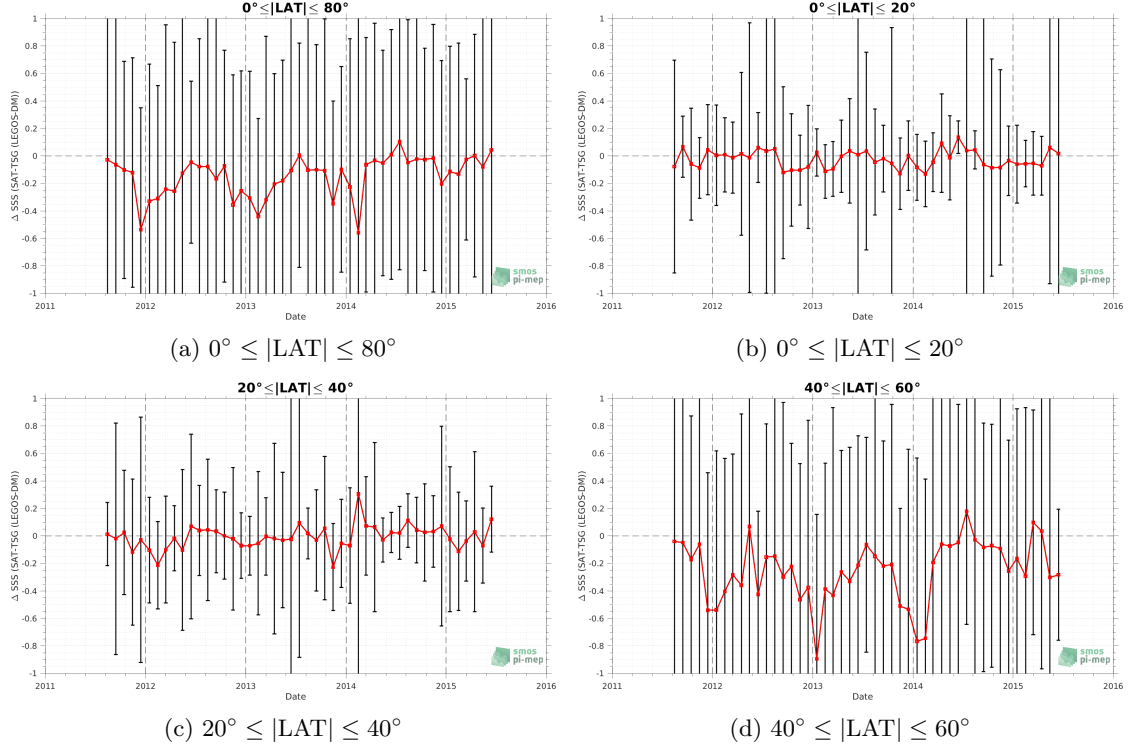 0°≤|LAT|≤ 80°
Δ SSS (SAT-TSG (LEGOS-DM))
1
0.8
0.6
0.4
0.2
0
-0.2
-0.4
-0.6
-0.8
-1
2011 2012 2013 2014 2015 2016
Date
smos
pi-mep
(a) 0° ≤ |LAT| ≤ 80°
0°≤|LAT|≤ 20°
Δ SSS (SAT-TSG (LEGOS-DM))
1
0.8
0.6
0.4
0.2
0
-0.2
-0.4
-0.6
-0.8
-1
2011 2012 2013 2014 2015 2016
Date
smos
pi-mep
(b) 0° ≤ |LAT| ≤ 20°
20°≤|LAT|≤ 40°
Δ SSS (SAT-TSG (LEGOS-DM))
1
0.8
0.6
0.4
0.2
0
-0.2
-0.4
-0.6
-0.8
-1
2011 2012 2013 2014 2015 2016
Date
smos
pi-mep
(c) 20° ≤ |LAT| ≤ 40°
40°≤|LAT|≤ 60°
Δ SSS (SAT-TSG (LEGOS-DM))
1
0.8
0.6
0.4
0.2
0
-0.2
-0.4
-0.6
-0.8
-1
2011 2012 2013 2014 2015 2016
Date
smos
pi-mep
(d) 40° ≤ |LAT| ≤ 60°